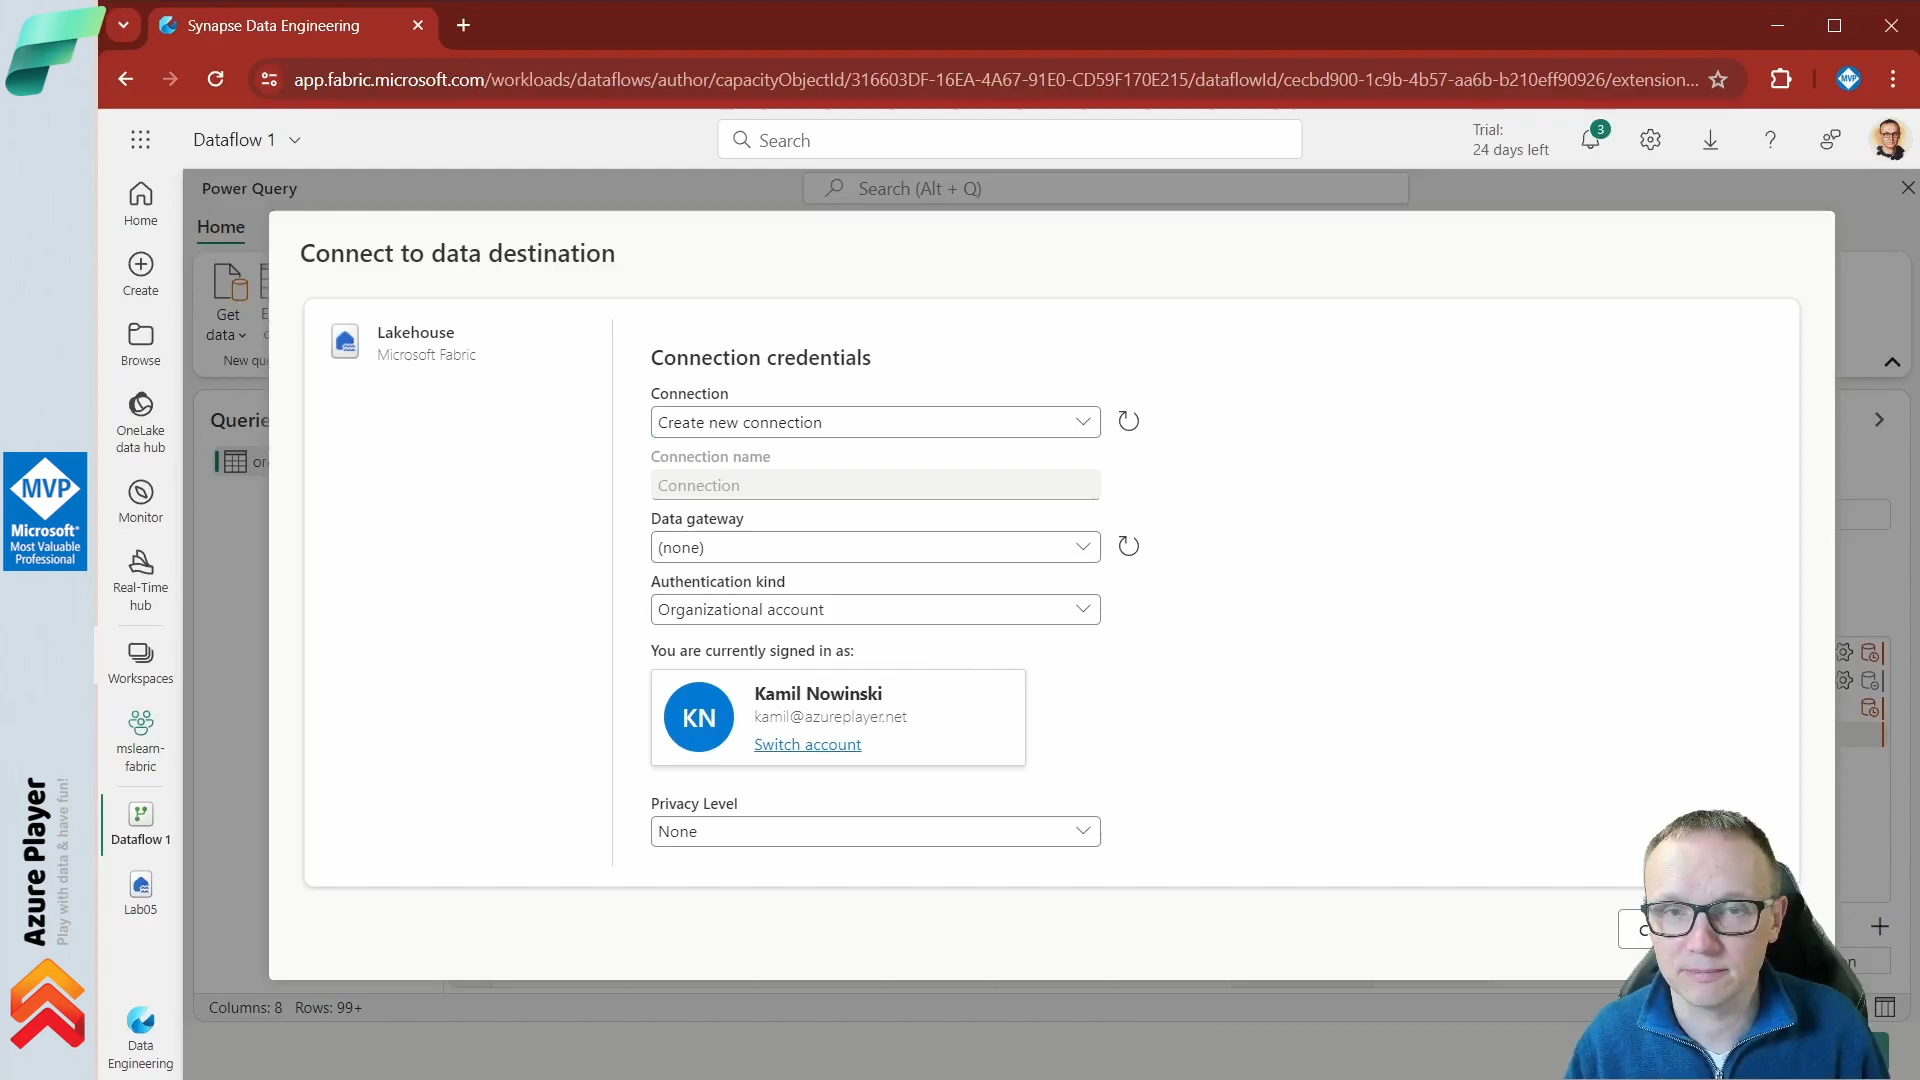 Synapse Data Engineering
app.fabric.microsoft.com/workloads/dataflows/author/capacityObjectId/316603DF-16EA-4A67-91E0-CD59F170E215/dataflowId/cecbd900-1c9b-4b57-aa6b-b210eff90926/extension...
MVP
Dataflow 1
Search
Trial:
24 days left
3
Power Query
Search (Alt + Q)
Home
Home
Create
Browse
OneLake
data hub
Monitor
Real-Time
hub
Workspaces
mslearn-
fabric
Dataflow 1
Lab05
Data
Engineering
Get
data
New
Columns: 8 Rows: 99+
Connect to data destination
Lakehouse
Microsoft Fabric
Connection credentials
Connection
Create new connection
Connection name
Connection
Data gateway
(none)
Authentication kind
Organizational account
You are currently signed in as:
KN
Kamil Nowinski
kamil@azureplayer.net
Switch account
Privacy Level
None
MVP
Microsoft®
Most Valuable
Professional
Azure Player
Play with data & have fun!